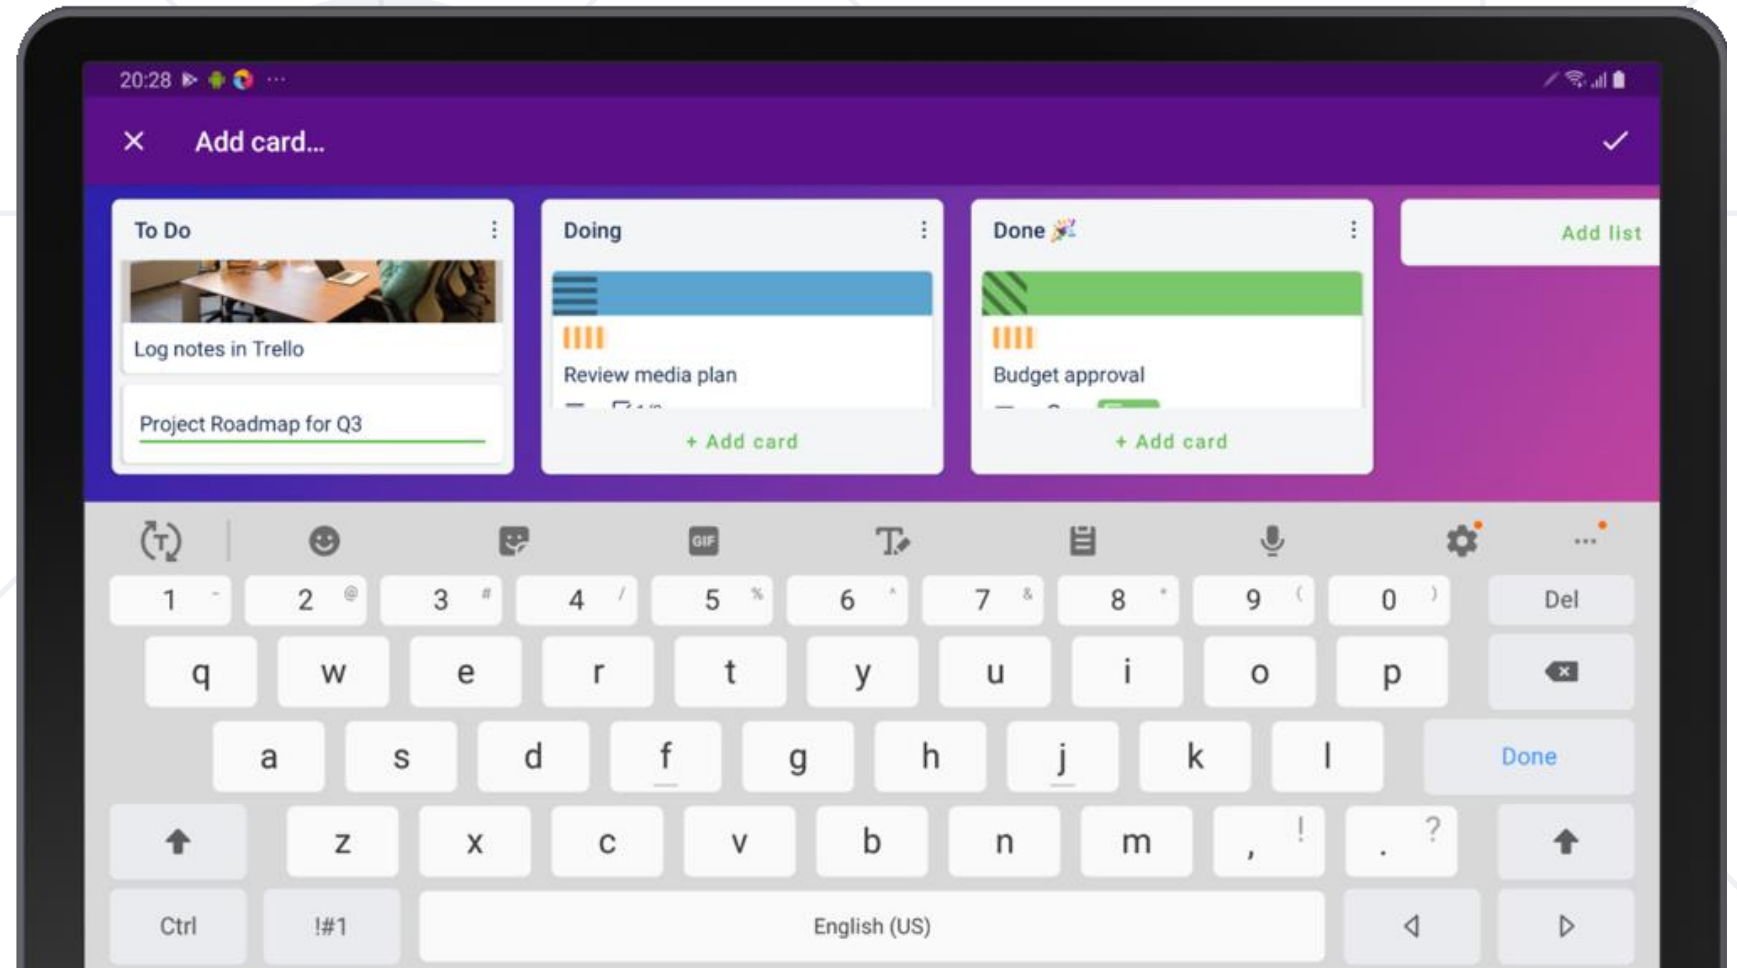 20:28
Add card...
To Do
Log notes in Trello
Project Roadmap for Q3
Doing
Review media plan
+ Add card
Done 🎉
Budget approval
+ Add card
Add list
T
GIF
T
1 - 2 @ 3 # 4 / 5 % 6 ^ 7 & 8 * 9 ( 0 ) Del
q w e r t y u i o p
a s d f g h j k l Done
z x c v b n m , ! . ?
Ctrl !#1 English (US)